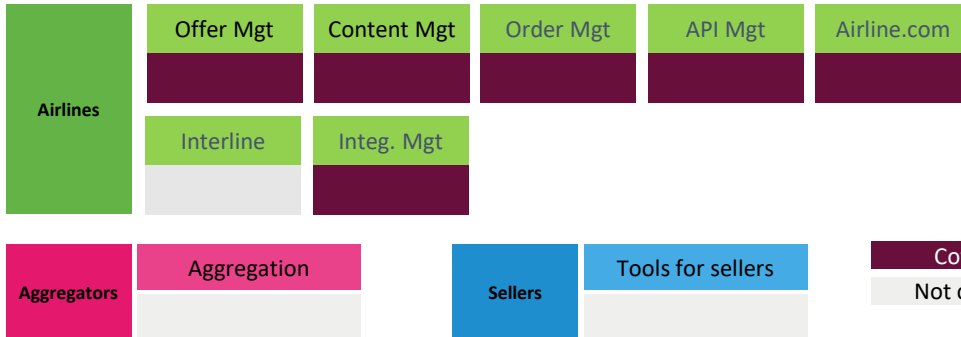 Offer Mgt
Content Mgt
Order Mgt
API Mgt
Airline.com
Airlines
Interline
Integ. Mgt
Aggregators
Aggregation
Sellers
Tools for sellers
Not